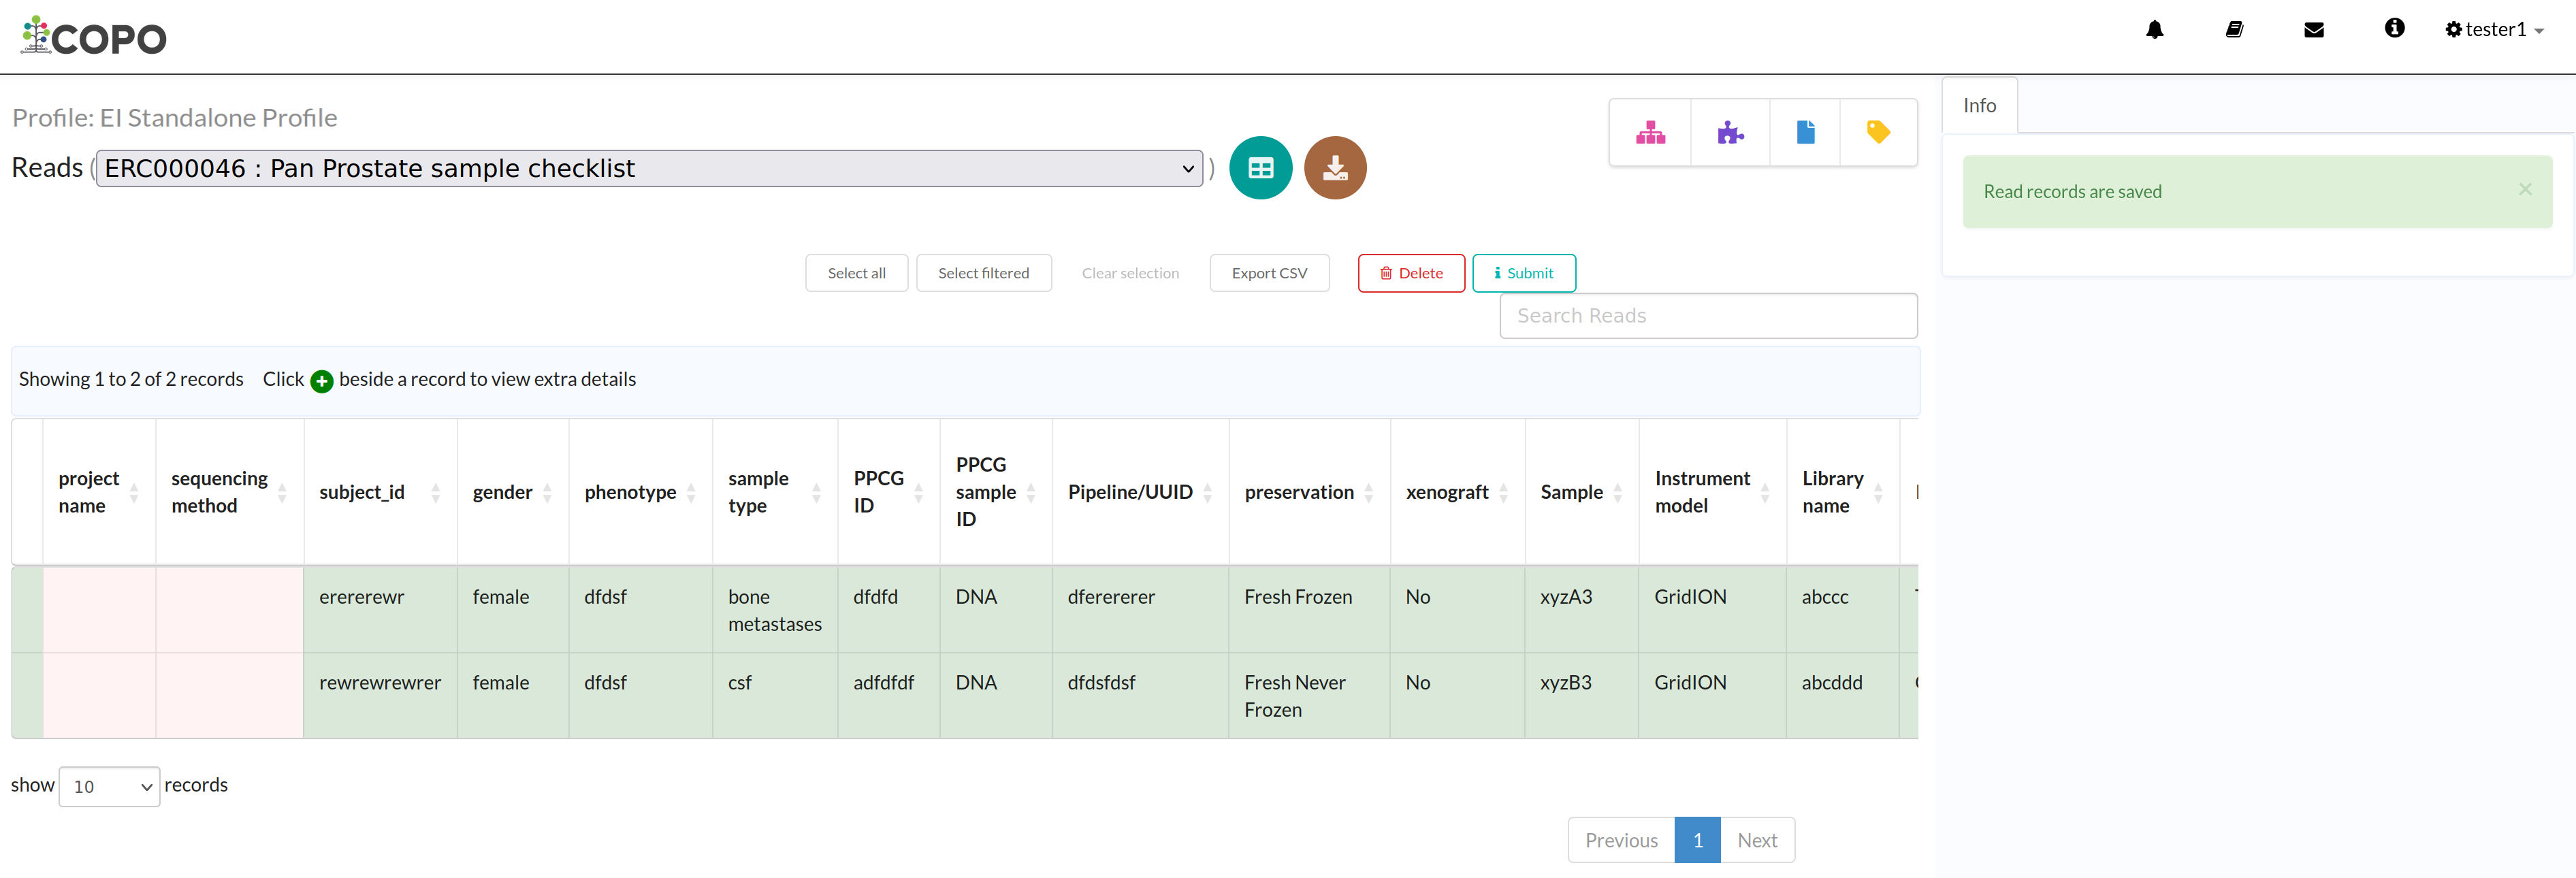 COPO
tester1
Profile: EI Standalone Profile
Reads (ERC000046 : Pan Prostate sample checklist)
Info
Read records are saved ×
Select all Select filtered Clear selection Export CSV Delete Submit
Search Reads
Showing 1 to 2 of 2 records Click beside a record to view extra details
project name sequencing method subject_id gender phenotype sample type PPCG ID PPCG sample ID Pipeline/UUID preservation xenograft Sample Instrument model Library name
erererewr female dfdsf bone metastases dfdfd DNA dferererer Fresh Frozen No xyzA3 GridION abccc
rewrewrewrer female dfdsf csf adfdfdf DNA dfdsfdsf Fresh Never Frozen No xyzB3 GridION abcddd
show 10 records
Previous 1 Next